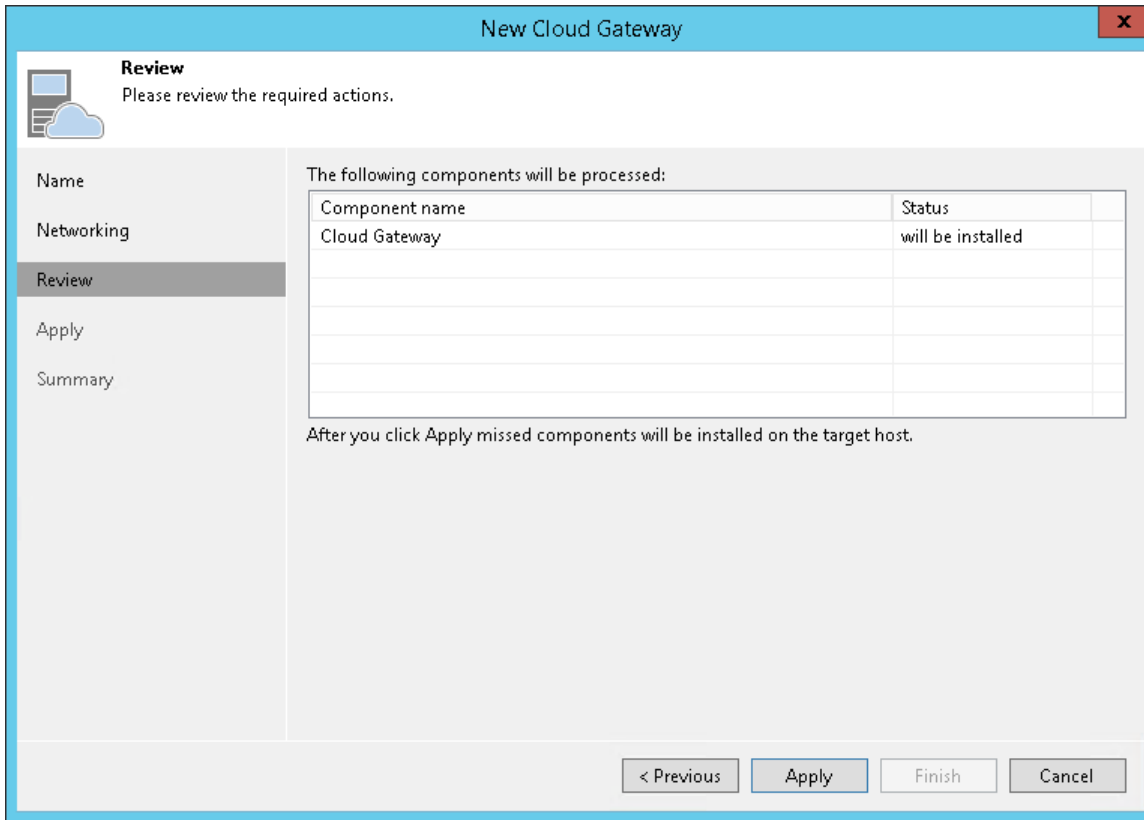 New Cloud Gateway
x
Review
Please review the required actions.
Name
Networking
Review
Apply
Summary
The following components will be processed:
Component name Status
Cloud Gateway will be installed
After you click Apply missed components will be installed on the target host.
< Previous Apply Finish Cancel